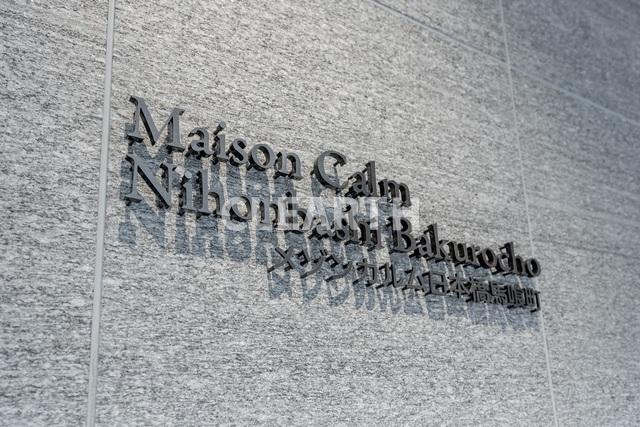 Maison Calm
Nihonbashi Bakurocho
メゾンカルム日本橋馬喰町